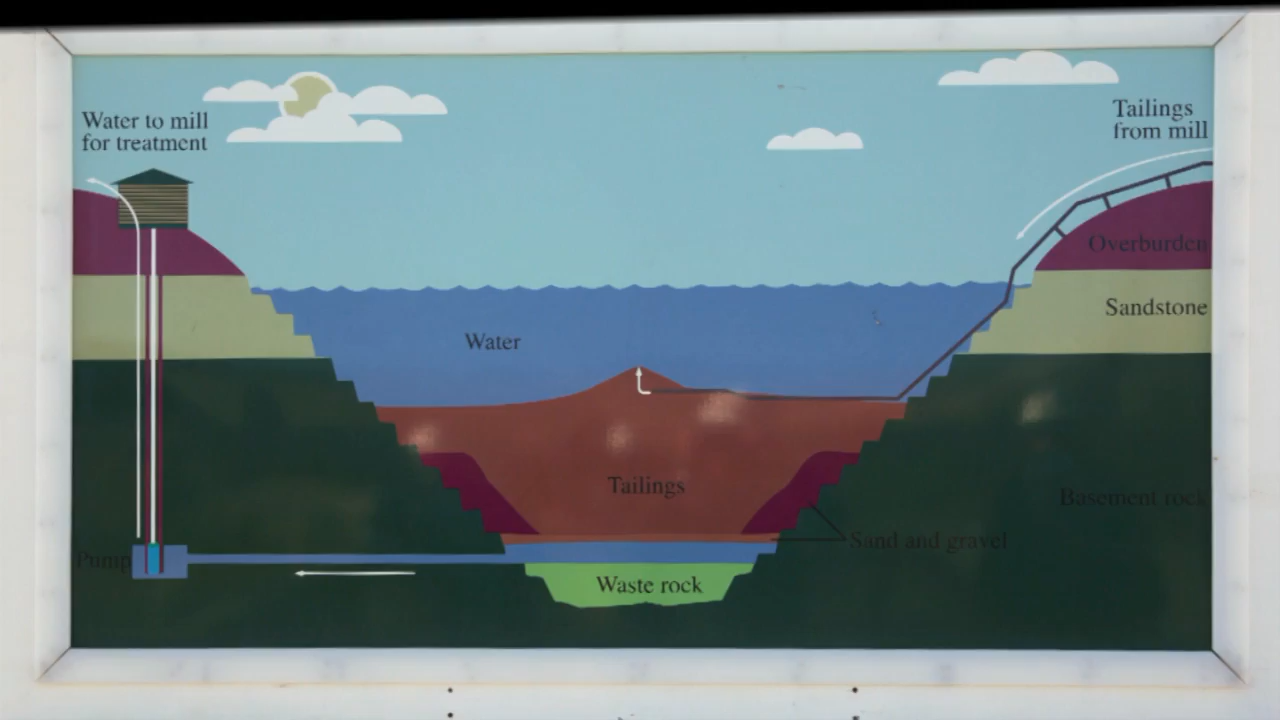 Water to mill
for treatment
Tailings
from mill
Overburden
Sandstone
Water
Tailings
Basement rock
Sand and gravel
Pump
Waste rock